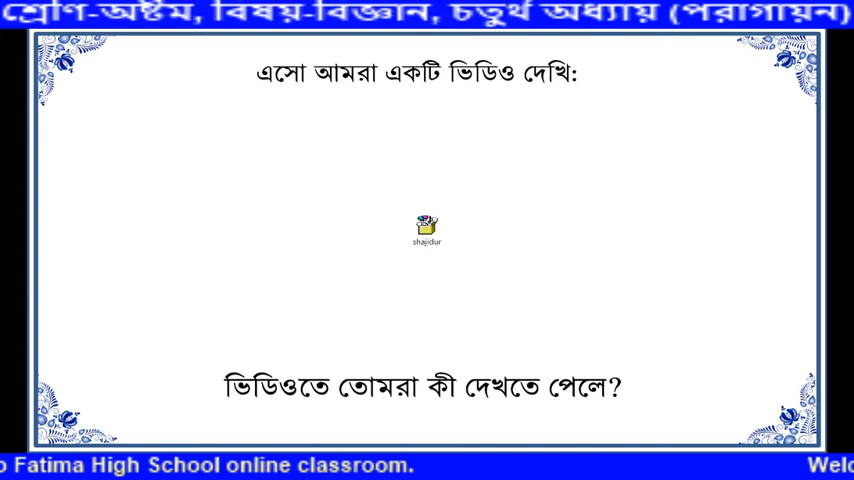 শ্রেণি-অষ্টম, বিষয়-বিজ্ঞান, চতুর্থ অধ্যায় (পরাগায়ন)
এসো আমরা একটি ভিডিও দেখি:
shajidur
ভিডিওতে তোমরা কী দেখতে পেলে?
o Fatima High School online classroom. Welc